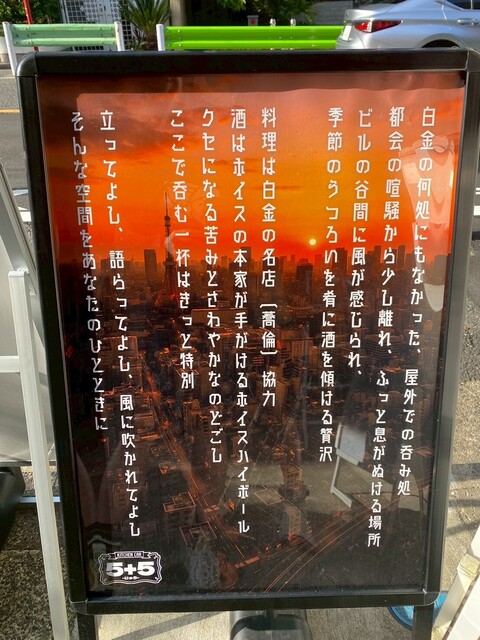 白金の何処にもなかった、屋外での呑み処
都会の喧騒から少し離れ、ふっと息がぬける場所
ビルの谷間に風が感じられ、
季節のうつろいを肴に酒を傾ける贅沢
料理は白金の名店〔蕎倫〕協力
酒はホイスの本家が手がけるホイスハイボール
クセになる苦みとさわやかなのどごし
ここで呑む一杯はきっと特別
立ってよし、語らってよし、風に吹かれてよし
そんな空間をあなたのひとときに
KITCHEN CAR
5+5